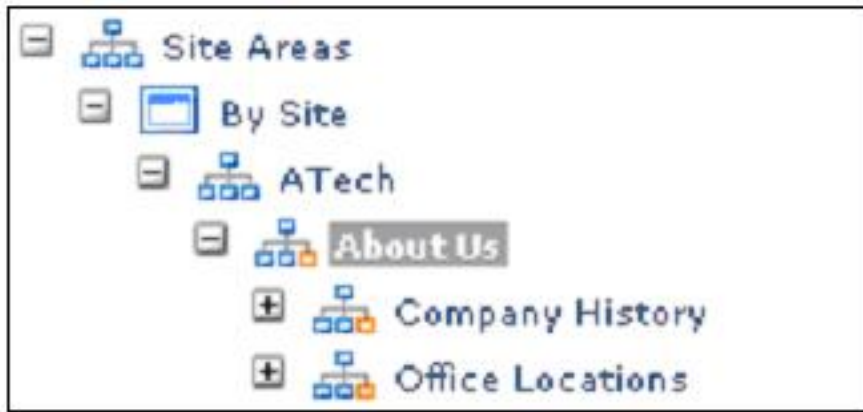 Site Areas
By Site
ATech
About Us
Company History
Office Locations